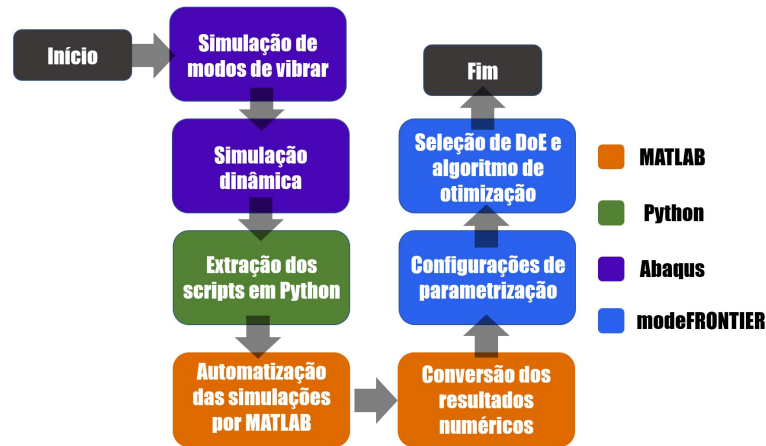 Início
Simulação de
modos de vibrar
Simulação
dinâmica
Extração dos
scripts em Python
Automatização
das simulações
por MATLAB
Conversão dos
resultados
numéricos
Configurações de
parametrização
Seleção de DoE e
algoritmo de
otimização
Fim
MATLAB
Python
Abaqus
modeFRONTIER